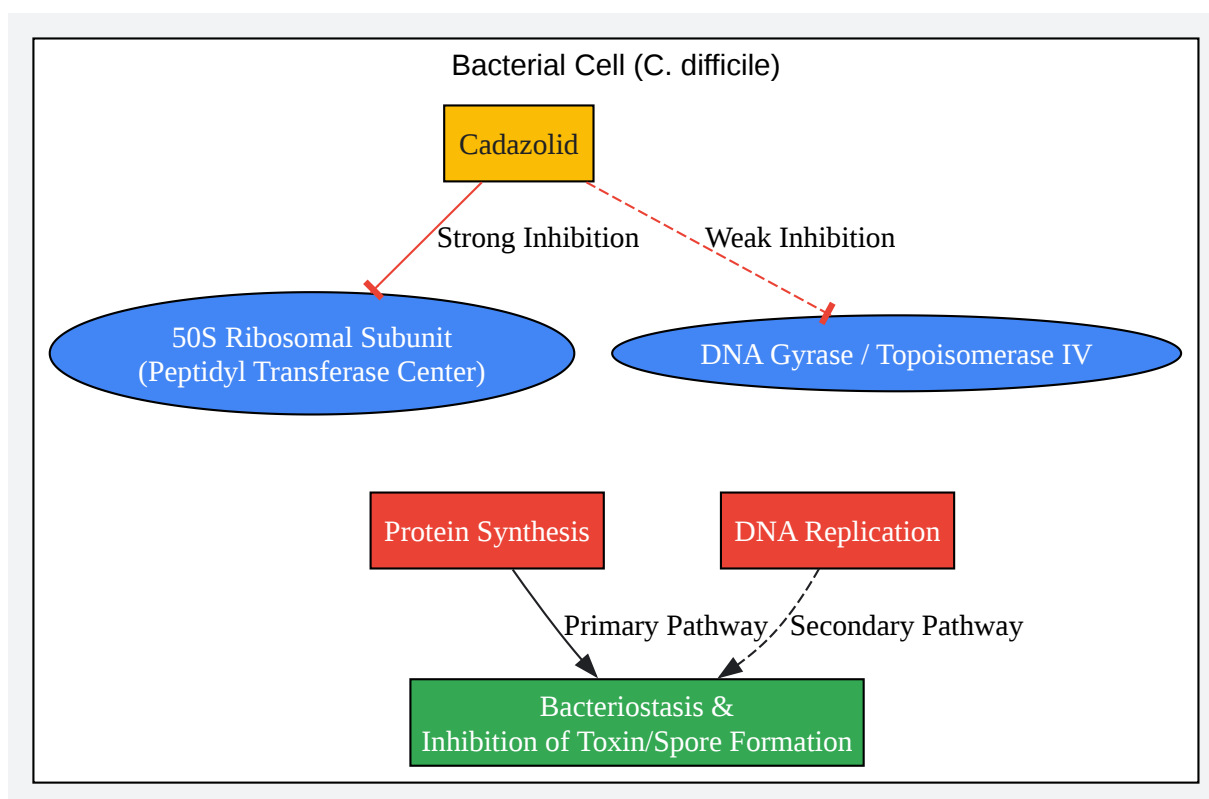 Bacterial Cell (C. difficile)
Cadazolid
Strong Inhibition
Weak Inhibition
50S Ribosomal Subunit
(Peptidyl Transferase Center)
DNA Gyrase / Topoisomerase IV
Protein Synthesis
DNA Replication
Primary Pathway
Secondary Pathway
Bacteriostasis &
Inhibition of Toxin/Spore Formation